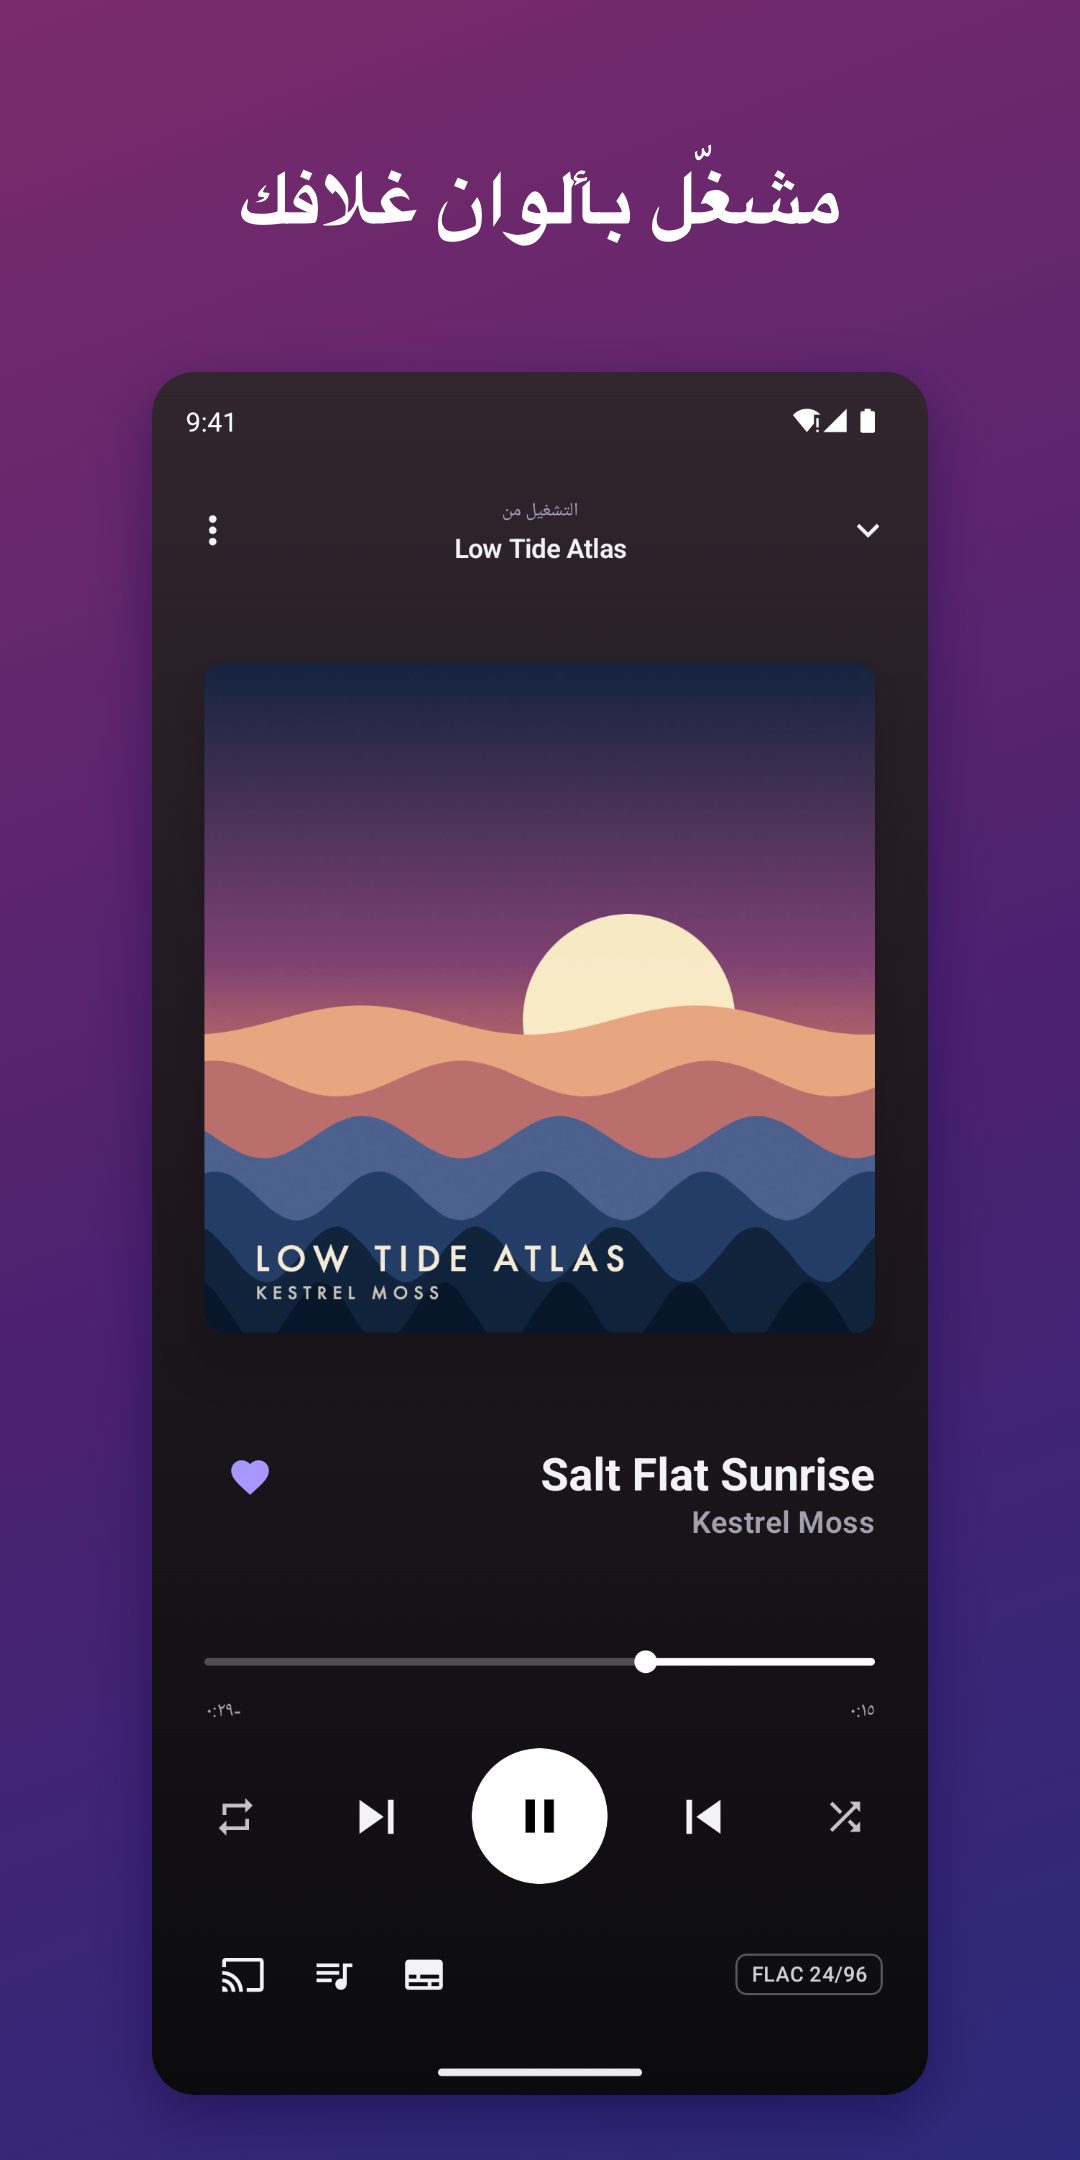 مشغّل بألوان غلافك
9:41
التشغيل من
Low Tide Atlas
LOW TIDE ATLAS
KESTREL MOSS
Salt Flat Sunrise
Kestrel Moss
٠:١٥
-٠:٢٩
FLAC 24/96